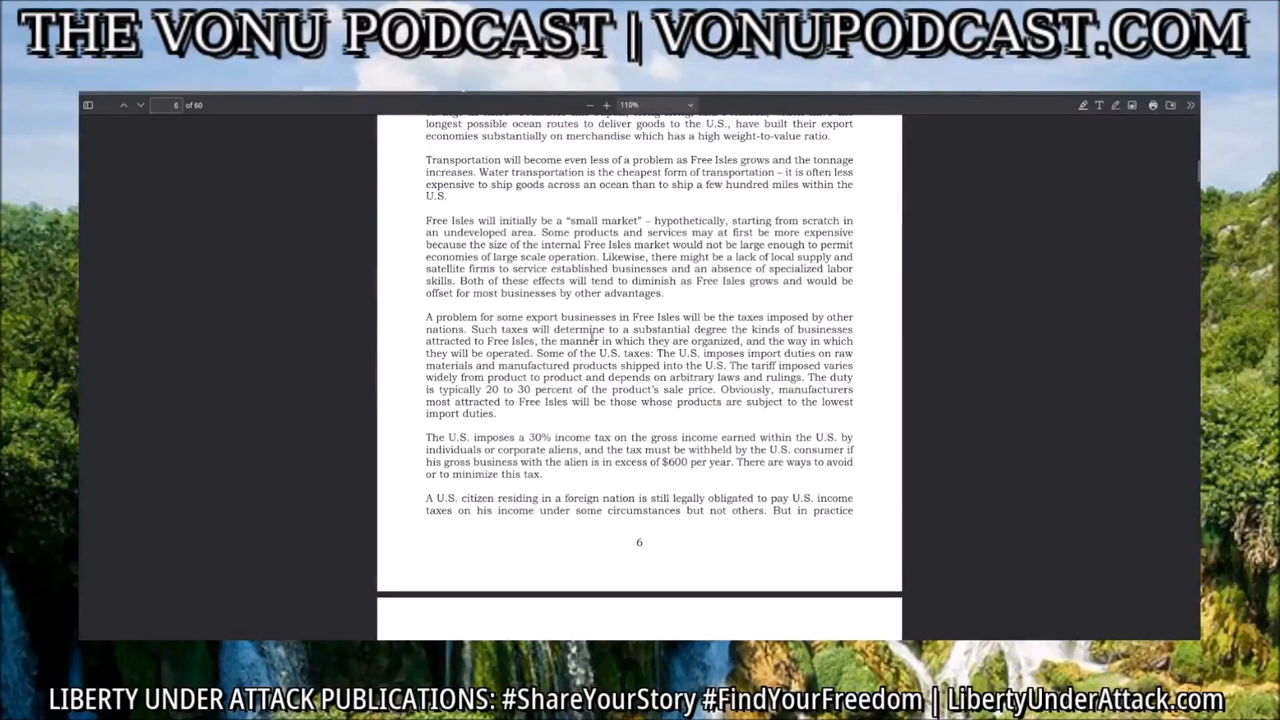 THE VONU PODCAST | VONUPODCAST.COM
6 of 60
110%
longest possible ocean routes to deliver goods to the U.S., have built their export
economies substantially on merchandise which has a high weight-to-value ratio.
Transportation will become even less of a problem as Free Isles grows and the tonnage
increases. Water transportation is the cheapest form of transportation – it is often less
expensive to ship goods across an ocean than to ship a few hundred miles within the
U.S.
Free Isles will initially be a “small market” – hypothetically, starting from scratch in
an undeveloped area. Some products and services may at first be more expensive
because the size of the internal Free Isles market would not be large enough to permit
economies of large scale operation. Likewise, there might be a lack of local supply and
satellite firms to service established businesses and an absence of specialized labor
skills. Both of these effects will tend to diminish as Free Isles grows and would be
offset for most businesses by other advantages.
A problem for some export businesses in Free Isles will be the taxes imposed by other
nations. Such taxes will determine to a substantial degree the kinds of businesses
attracted to Free Isles, the manner in which they are organized, and the way in which
they will be operated. Some of the U.S. taxes: The U.S. imposes import duties on raw
materials and manufactured products shipped into the U.S. The tariff imposed varies
widely from product to product and depends on arbitrary laws and rulings. The duty
is typically 20 to 30 percent of the product’s sale price. Obviously, manufacturers
most attracted to Free Isles will be those whose products are subject to the lowest
import duties.
The U.S. imposes a 30% income tax on the gross income earned within the U.S. by
individuals or corporate aliens, and the tax must be withheld by the U.S. consumer if
his gross business with the alien is in excess of $600 per year. There are ways to avoid
or to minimize this tax.
A U.S. citizen residing in a foreign nation is still legally obligated to pay U.S. income
taxes on his income under some circumstances but not others. But in practice
6
LIBERTY UNDER ATTACK PUBLICATIONS: #ShareYourStory #FindYourFreedom | LibertyUnderAttack.com